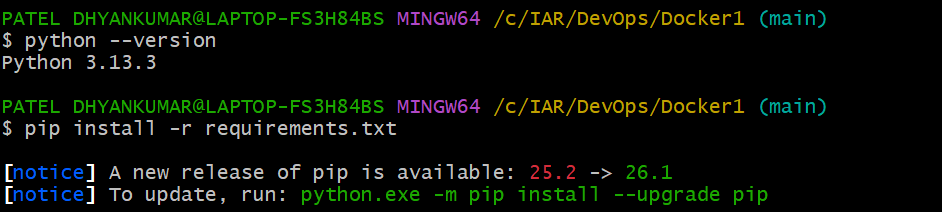 PATEL DHYANKUMAR@LAPTOP-FS3H84BS MINGW64 /c/IAR/DevOps/Docker1 (main)
$ python --version
Python 3.13.3
PATEL DHYANKUMAR@LAPTOP-FS3H84BS MINGW64 /c/IAR/DevOps/Docker1 (main)
$ pip install -r requirements.txt
[notice] A new release of pip is available: 25.2 -> 26.1
[notice] To update, run: python.exe -m pip install --upgrade pip